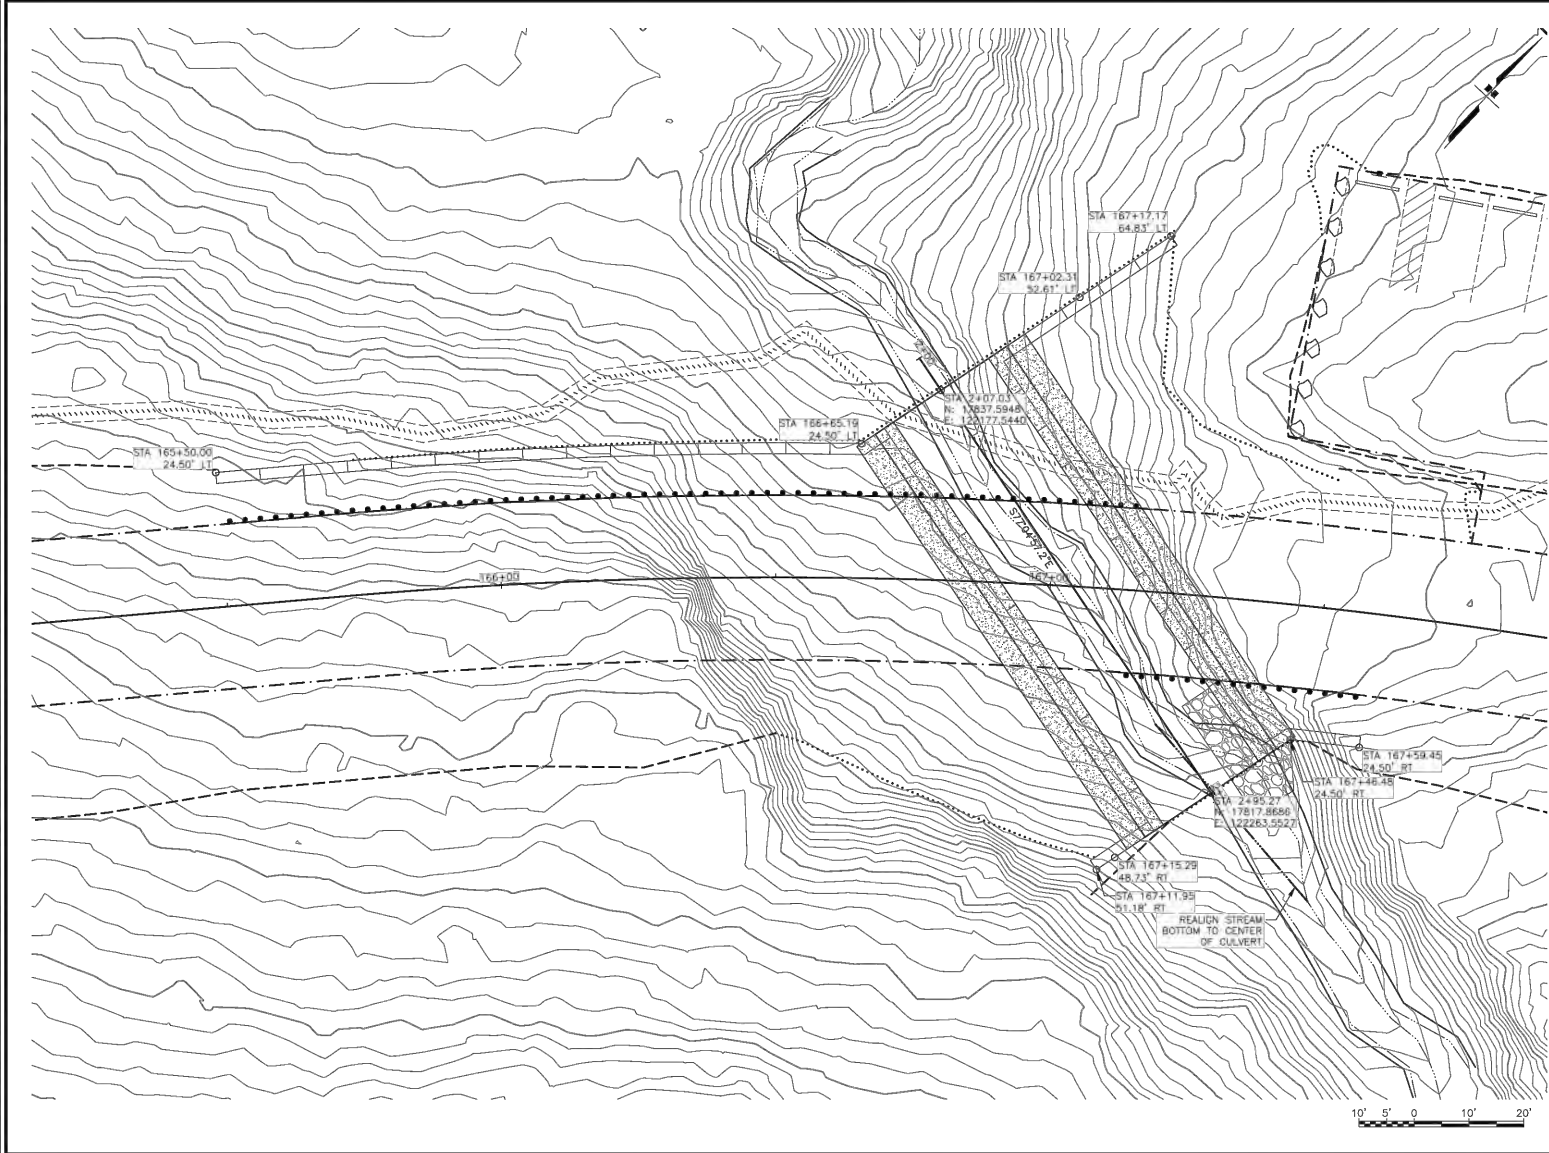 STA 167+17.17
64.83' LT
STA 167+02.31
52.61' LT
2+00
STA 2+07.03
N: 17837.5948
E: 122177.5440
STA 166+65.19
24.50' LT
STA 165+50.00
24.50' LT
166+00
167+00
STA 167+59.45
24.50' RT
STA 167+46.48
24.50' RT
STA 2+95.27
N: 17817.8686
E: 122263.5527
STA 167+15.29
48.73' RT
STA 167+11.95
51.18' RT
REALIGN STREAM
BOTTOM TO CENTER
OF CULVERT
10' 5' 0 10' 20'